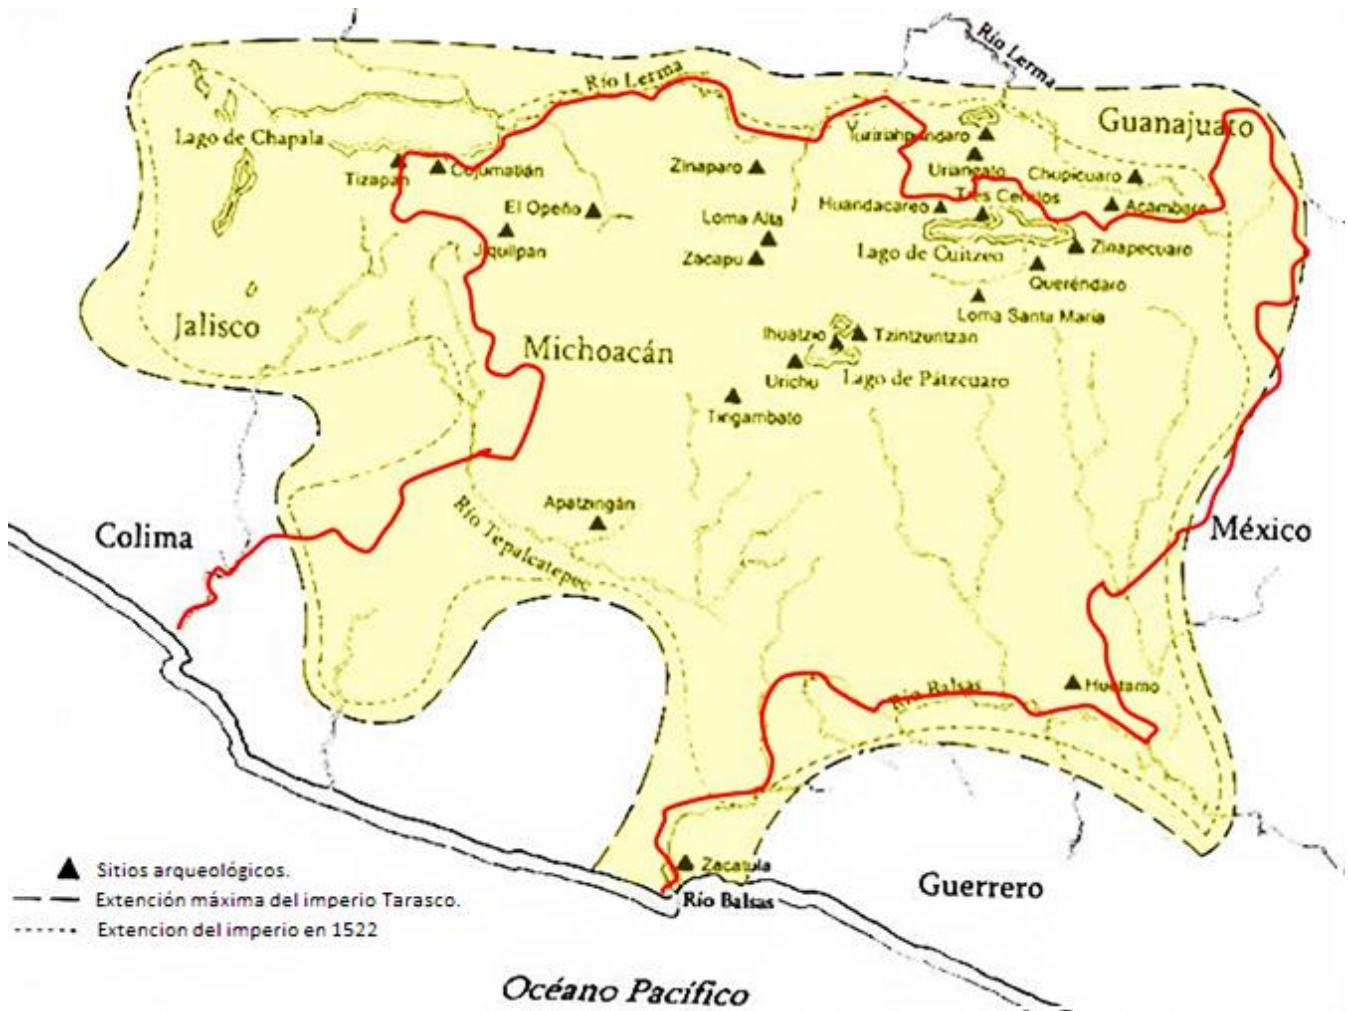 Río Lerma
Río Lerma
Guanajuato
Lago de Chapala
Yuririahpundaro
Tizapan
Cojumatlán
Zinaparo
Uriangato
Chupicuaro
El Opeño
Huandacareo
Tres Cerritos
Acambaro
Loma Alta
Jiquilpan
Zacapu
Lago de Cuitzeo
Zinapecuaro
Queréndaro
Loma Santa Maria
Jalisco
Michoacán
Ihuatzio
Tzintzuntzan
Urichu
Lago de Pátzcuaro
Tingambato
Apatzingán
Río Tepalcatepec
Colima
México
Huetamo
Río Balsas
Zacatula
Río Balsas
Guerrero
Sitios arqueológicos.
Extención máxima del imperio Tarasco.
Extencion del imperio en 1522
Océano Pacífico